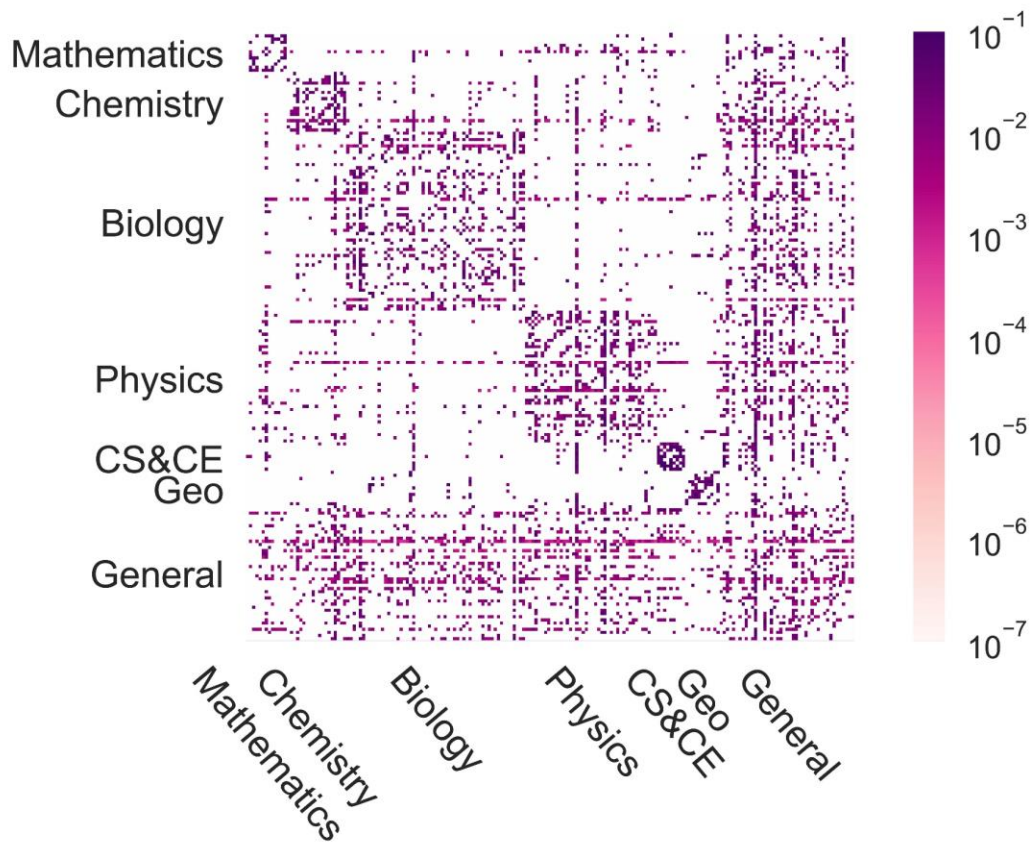 Mathematics
Chemistry
Biology
Physics
CS&CE
Geo
General
Mathematics
Chemistry
Biology
Physics
CS&CE
Geo
General
10⁻¹
10⁻²
10⁻³
10⁻⁴
10⁻⁵
10⁻⁶
10⁻⁷